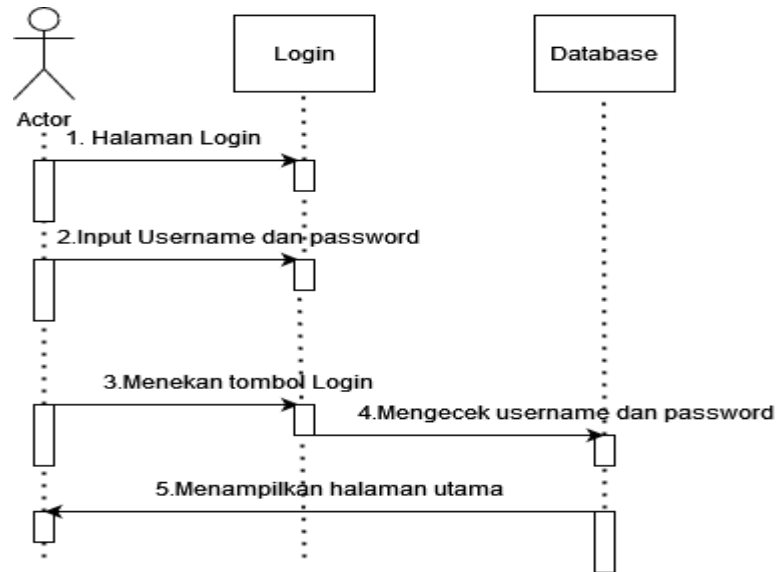 Login
Database
Actor
1. Halaman Login
2.Input Username dan password
3.Menekan tombol Login
4.Mengecek username dan password
5.Menampilkan halaman utama